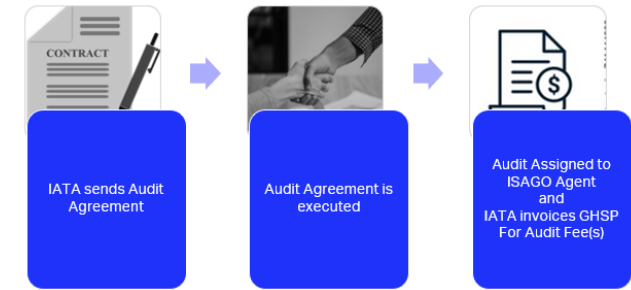 CONTRACT
IATA sends Audit
Agreement
Audit Agreement is
executed
Audit Assigned to
ISAGO Agent
and
IATA invoices GHSP
For Audit Fee(s)